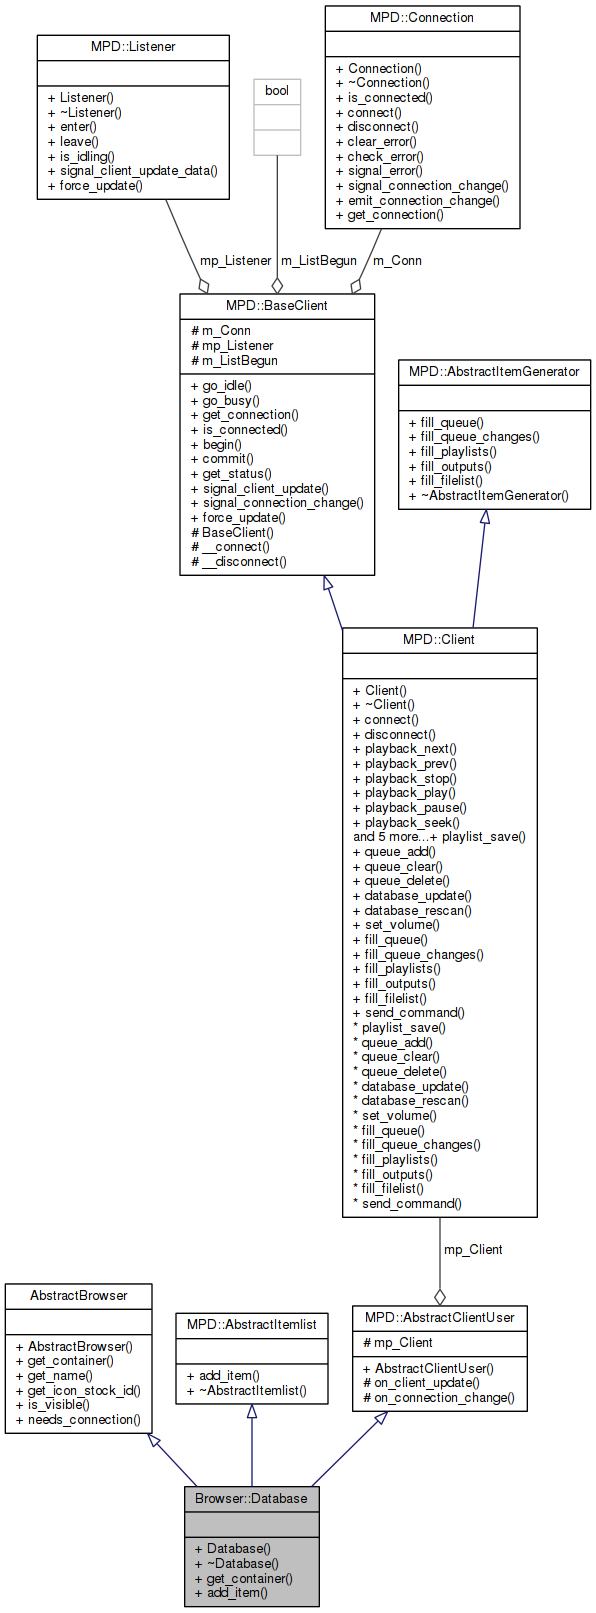 MPD::Connection
+ Connection()
+ ~Connection()
+ is_connected()
+ connect()
+ disconnect()
+ clear_error()
+ check_error()
+ signal_error()
+ signal_connection_change()
+ emit_connection_change()
+ get_connection()
MPD::Listener
+ Listener()
+ ~Listener()
+ enter()
+ leave()
+ is_idling()
+ signal_client_update_data()
+ force_update()
bool
mp_Listener
m_ListBegun
m_Conn
MPD::BaseClient
# m_Conn
# mp_Listener
# m_ListBegun
+ go_idle()
+ go_busy()
+ get_connection()
+ is_connected()
+ begin()
+ commit()
+ get_status()
+ signal_client_update()
+ signal_connection_change()
+ force_update()
# BaseClient()
# __connect()
# __disconnect()
MPD::AbstractItemGenerator
+ fill_queue()
+ fill_queue_changes()
+ fill_playlists()
+ fill_outputs()
+ fill_filelist()
+ ~AbstractItemGenerator()
MPD::Client
+ Client()
+ ~Client()
+ connect()
+ disconnect()
+ playback_next()
+ playback_prev()
+ playback_stop()
+ playback_play()
+ playback_pause()
+ playback_seek()
and 5 more...+ playlist_save()
+ queue_add()
+ queue_clear()
+ queue_delete()
+ database_update()
+ database_rescan()
+ set_volume()
+ fill_queue()
+ fill_queue_changes()
+ fill_playlists()
+ fill_outputs()
+ fill_filelist()
+ send_command()
* playlist_save()
* queue_add()
* queue_clear()
* queue_delete()
* database_update()
* database_rescan()
* set_volume()
* fill_queue()
* fill_queue_changes()
* fill_playlists()
* fill_outputs()
* fill_filelist()
* send_command()
mp_Client
AbstractBrowser
+ AbstractBrowser()
+ get_container()
+ get_name()
+ get_icon_stock_id()
+ is_visible()
+ needs_connection()
MPD::AbstractItemlist
+ add_item()
+ ~AbstractItemlist()
MPD::AbstractClientUser
# mp_Client
+ AbstractClientUser()
# on_client_update()
# on_connection_change()
Browser::Database
+ Database()
+ ~Database()
+ get_container()
+ add_item()